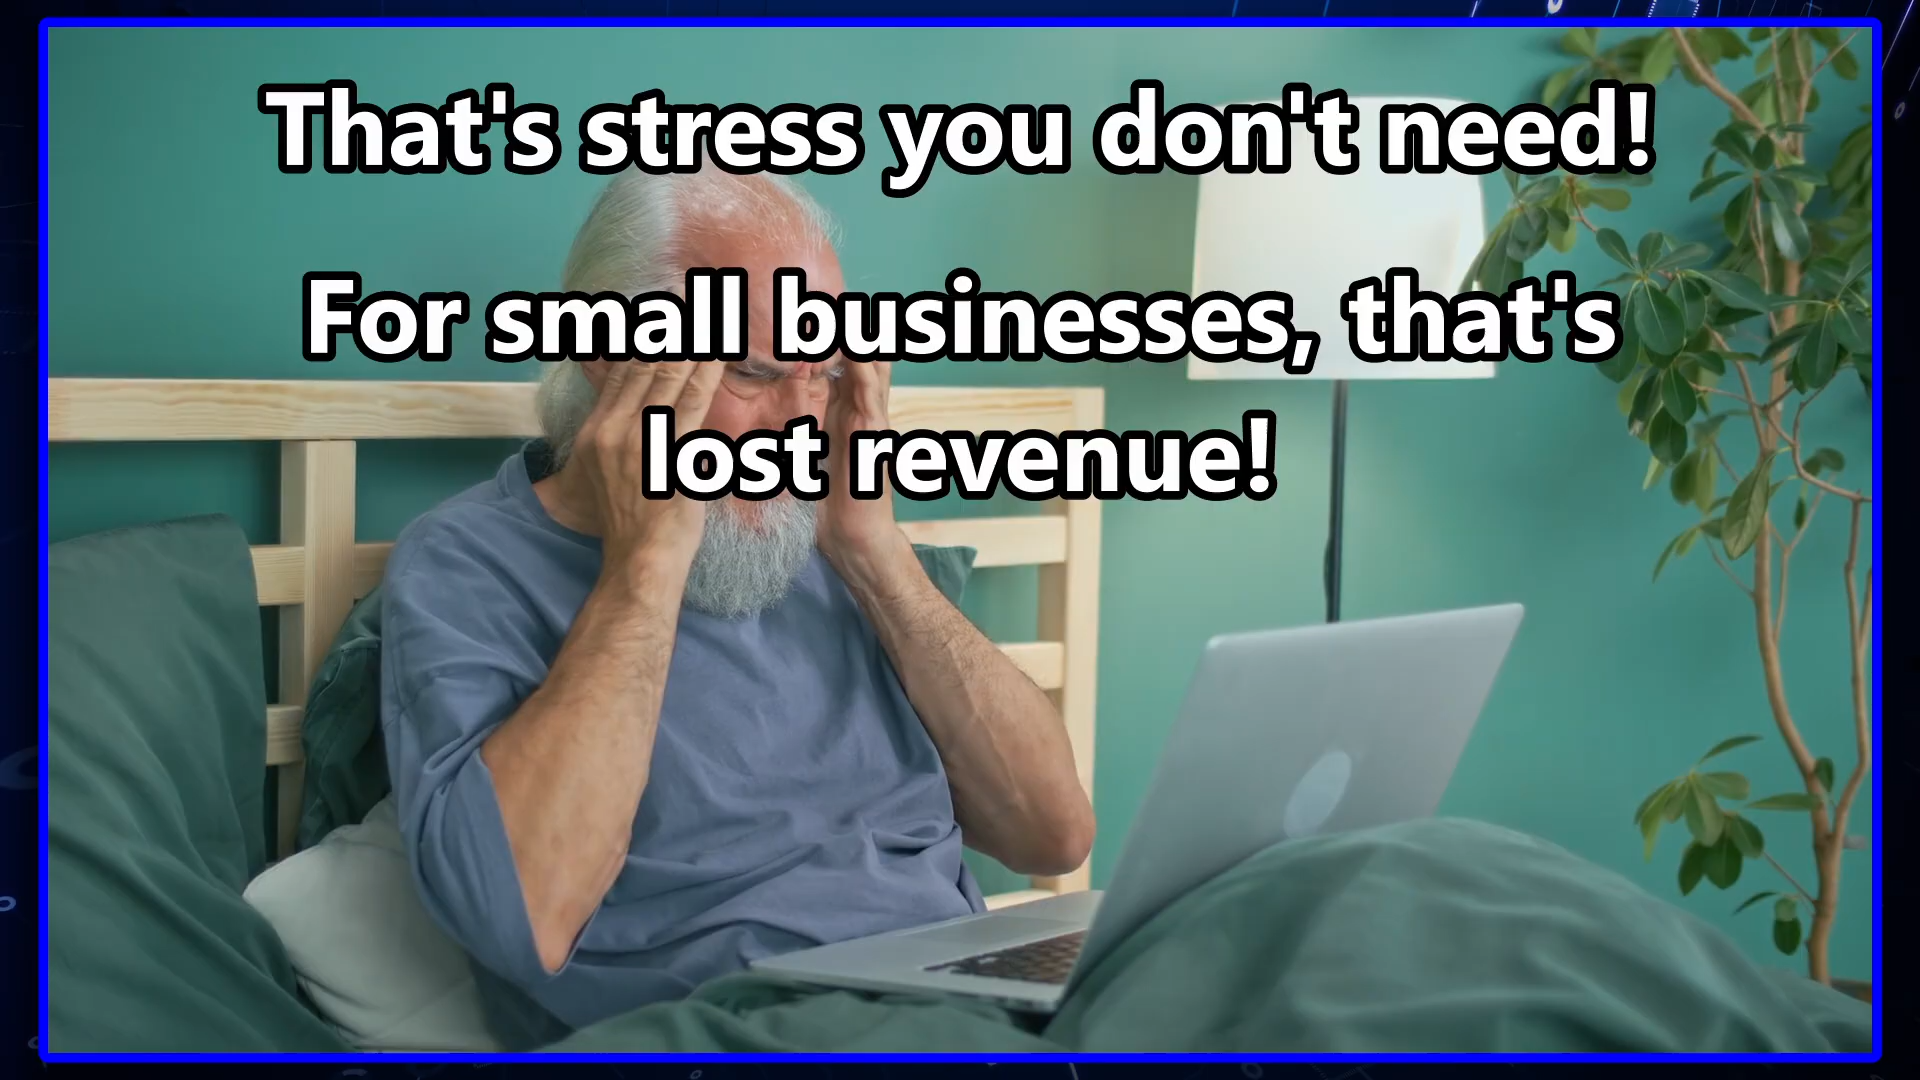 That's stress you don't need!
For small businesses, that's
lost revenue!